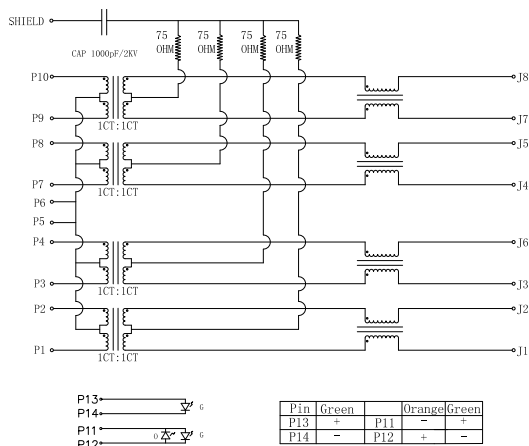 SHIELD
CAP 1000pF/2KV
75 OHM
75 OHM
75 OHM
75 OHM
P10
J8
P9
J7
1CT:1CT
P8
J5
P7
J4
1CT:1CT
P6
P5
P4
J6
P3
J3
1CT:1CT
P2
J2
P1
J1
1CT:1CT
P13
G
P14
P11
O
G
P12
Pin Green Orange Green
P13 + P11 - +
P14 - P12 + -